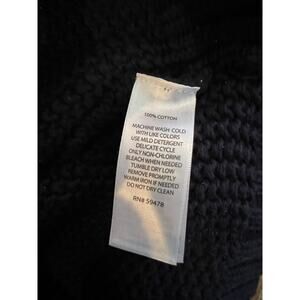 100% COTTON
MACHINE WASH COLD
WITH LIKE COLORS
USE MILD DETERGENT
DELICATE CYCLE
ONLY NON-CHLORINE
BLEACH WHEN NEEDED
TUMBLE DRY LOW
REMOVE PROMPTLY
WARM IRON IF NEEDED
DO NOT DRY CLEAN
RN# 59478